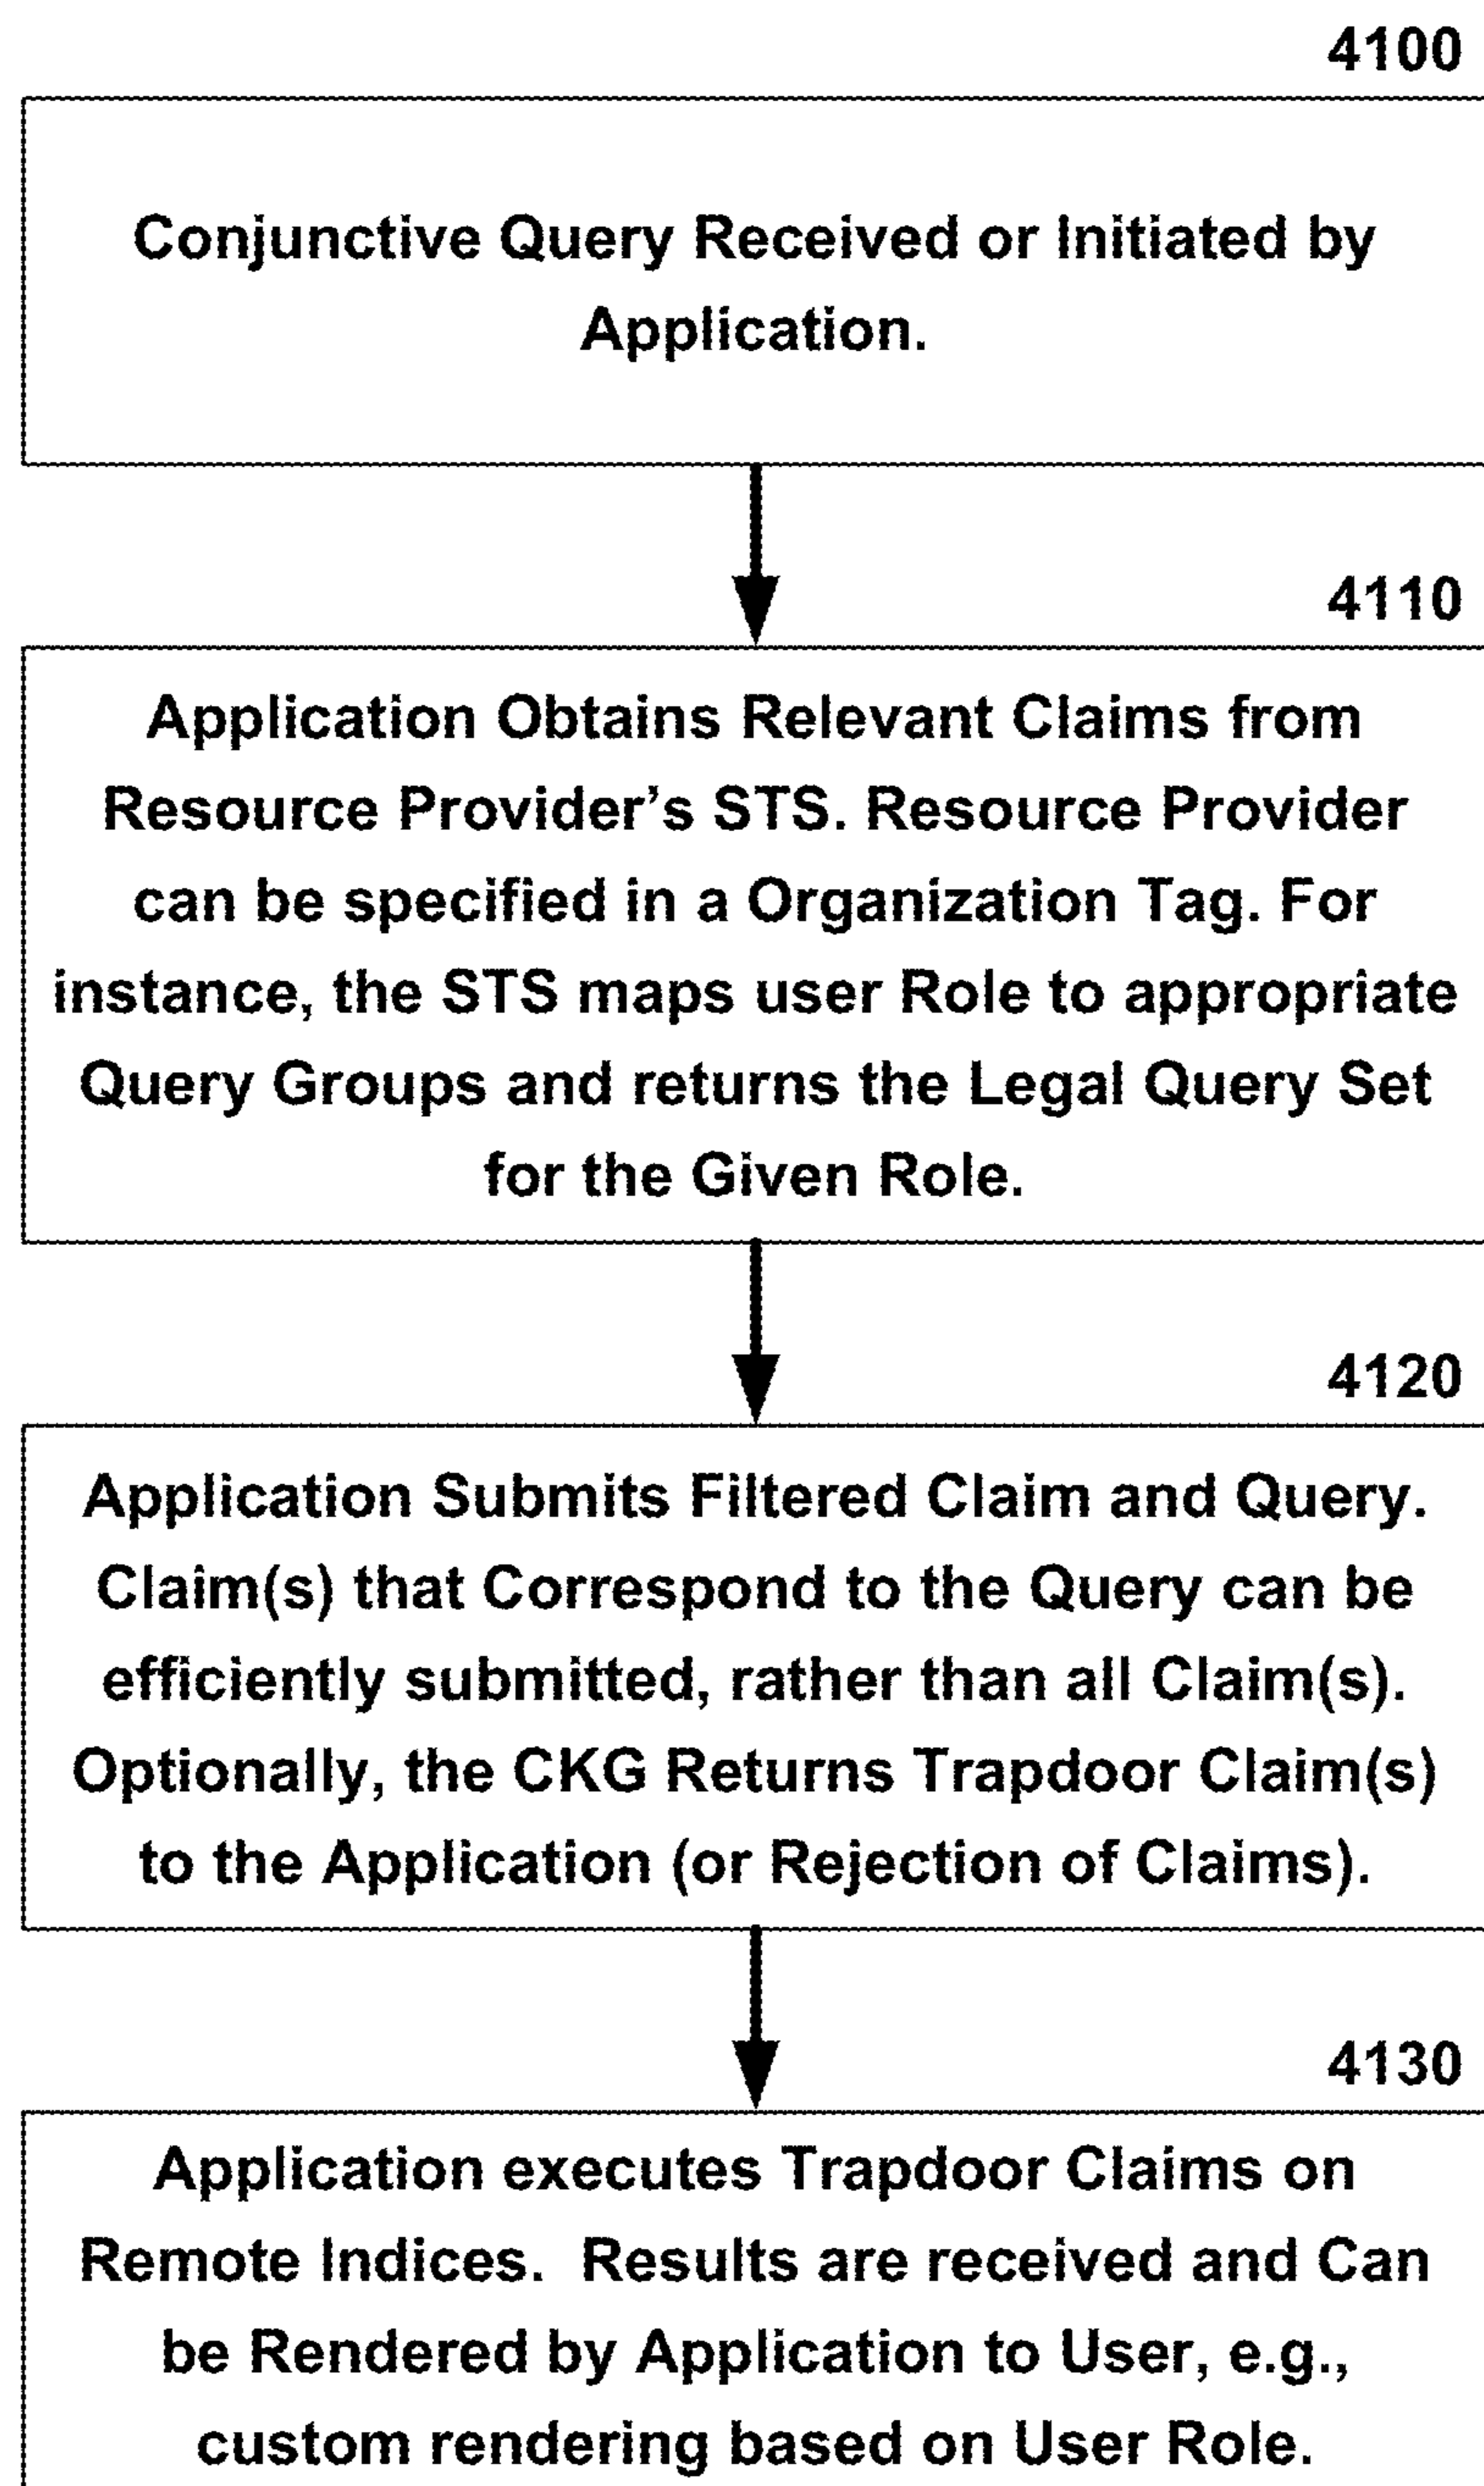 4100
Conjunctive Query Received or Initiated by
Application.
4110
Application Obtains Relevant Claims from
Resource Provider’s STS. Resource Provider
can be specified in a Organization Tag. For
instance, the STS maps user Role to appropriate
Query Groups and returns the Legal Query Set
for the Given Role.
4120
Application Submits Filtered Claim and Query.
Claim(s) that Correspond to the Query can be
efficiently submitted, rather than all Claim(s).
Optionally, the CKG Returns Trapdoor Claim(s)
to the Application (or Rejection of Claims).
4130
Application executes Trapdoor Claims on
Remote Indices.  Results are received and Can
be Rendered by Application to User, e.g.,
custom rendering based on User Role.